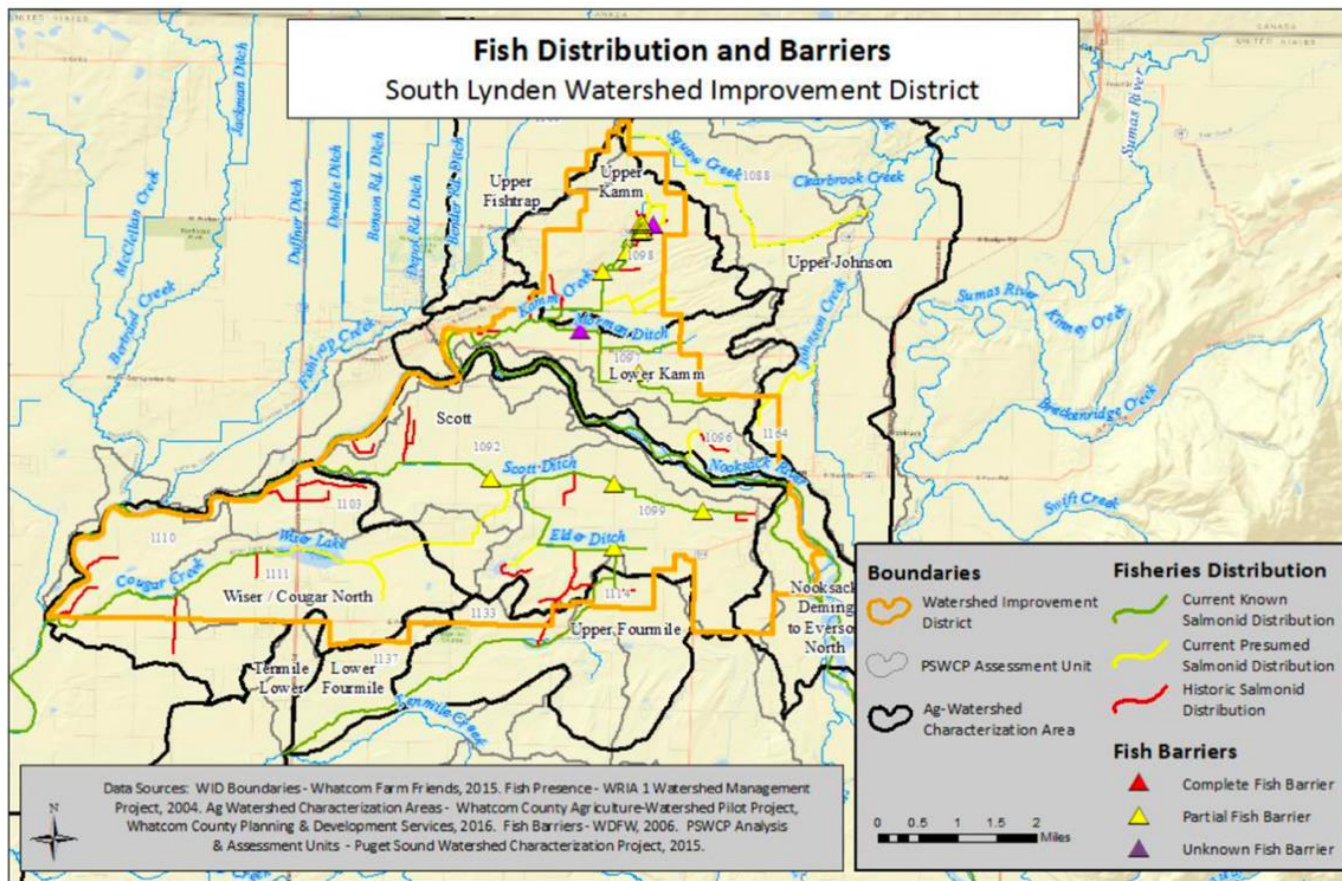 Fish Distribution and Barriers
South Lynden Watershed Improvement District
UNITED STATES
CANADA
UNITED STATES
Jackman Ditch
McClellan Creek
Bertrand Creek
Duffner Ditch
Double Ditch
Benson Rd. Ditch
Depot Rd. Ditch
Bender Rd. Ditch
Fishtrap Creek
Upper
Fishtrap
Upper
Kamm
Squaw Creek
1088
Clearbrook Creek
Sumas River
1098
Upper Johnson
Kamm Creek
Mormon Ditch
1097
Lower Kamm
Johnson Creek
Sumas River
Kinney Creek
Breckenridge Creek
Swift Creek
Scott
1092
1096
1164
Nooksack River
Scott Ditch
1103
1099
1110
Wiser Lake
Elder Ditch
Cougar Creek
1111
Wiser / Cougar North
1133
1114
Upper Fourmile
1137
Tenmile
Lower
Lower
Fourmile
Tenmile Creek
Nooksack
Deming
to Everson
North
Boundaries
Watershed Improvement
District
PSWCP Assessment Unit
Ag-Watershed
Characterization Area
Fisheries Distribution
Current Known
Salmonid Distribution
Current Presumed
Salmonid Distribution
Historic Salmonid
Distribution
Fish Barriers
Complete Fish Barrier
Partial Fish Barrier
Unknown Fish Barrier
0 0.5 1 1.5 2
Miles
N
Data Sources: WID Boundaries - Whatcom Farm Friends, 2015. Fish Presence - WRIA 1 Watershed Management
Project, 2004. Ag Watershed Characterization Areas - Whatcom County Agriculture-Watershed Pilot Project,
Whatcom County Planning & Development Services, 2016. Fish Barriers - WDFW, 2006. PSWCP Analysis
& Assessment Units - Puget Sound Watershed Characterization Project, 2015.